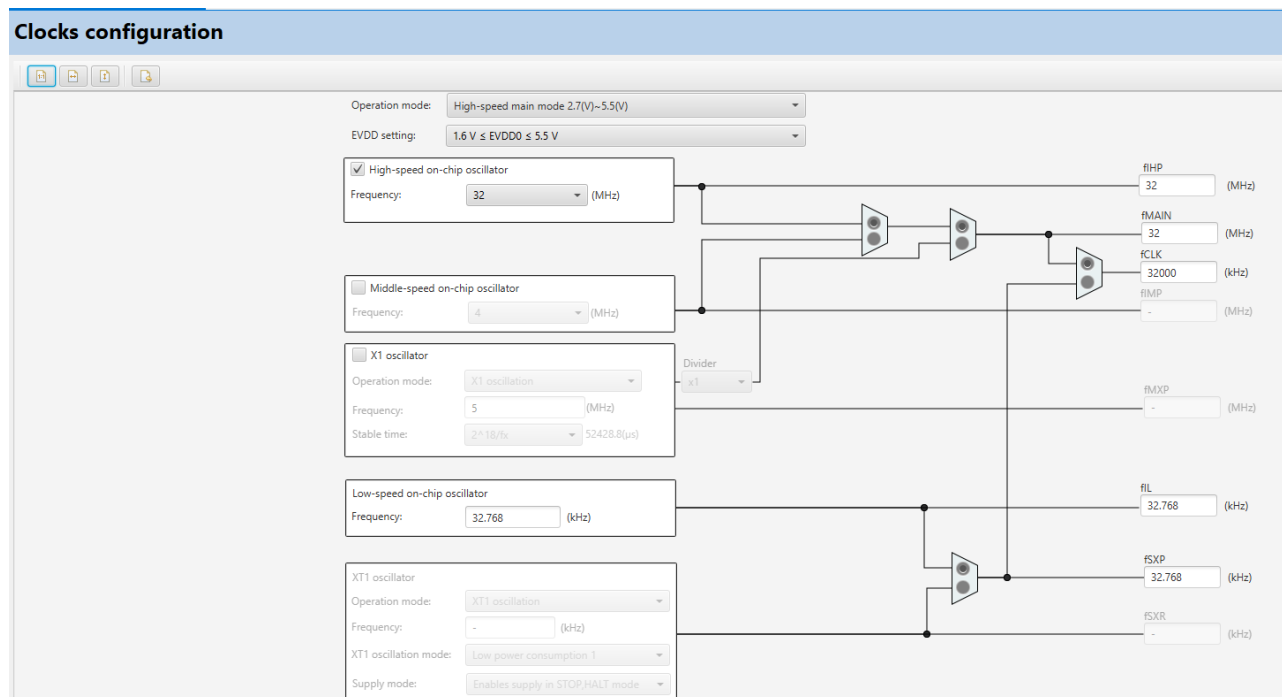 Clocks configuration
Operation mode: High-speed main mode 2.7(V)~5.5(V)
EVDD setting: 1.6 V ≤ EVDD0 ≤ 5.5 V
High-speed on-chip oscillator
Frequency: 32 (MHz)
fIHP
32 (MHz)
fMAIN
32 (MHz)
fCLK
32000 (kHz)
Middle-speed on-chip oscillator
Frequency: 4 (MHz)
fIMP
- (MHz)
X1 oscillator
Operation mode: X1 oscillation
Frequency: 5 (MHz)
Stable time: 2^18/fx 52428.8(μs)
Divider
x1
fMXP
- (MHz)
Low-speed on-chip oscillator
Frequency: 32.768 (kHz)
fIL
32.768 (kHz)
fSXP
32.768 (kHz)
XT1 oscillator
Operation mode: XT1 oscillation
Frequency: - (kHz)
XT1 oscillation mode: Low power consumption 1
Supply mode: Enables supply in STOP,HALT mode
fSXR
- (kHz)